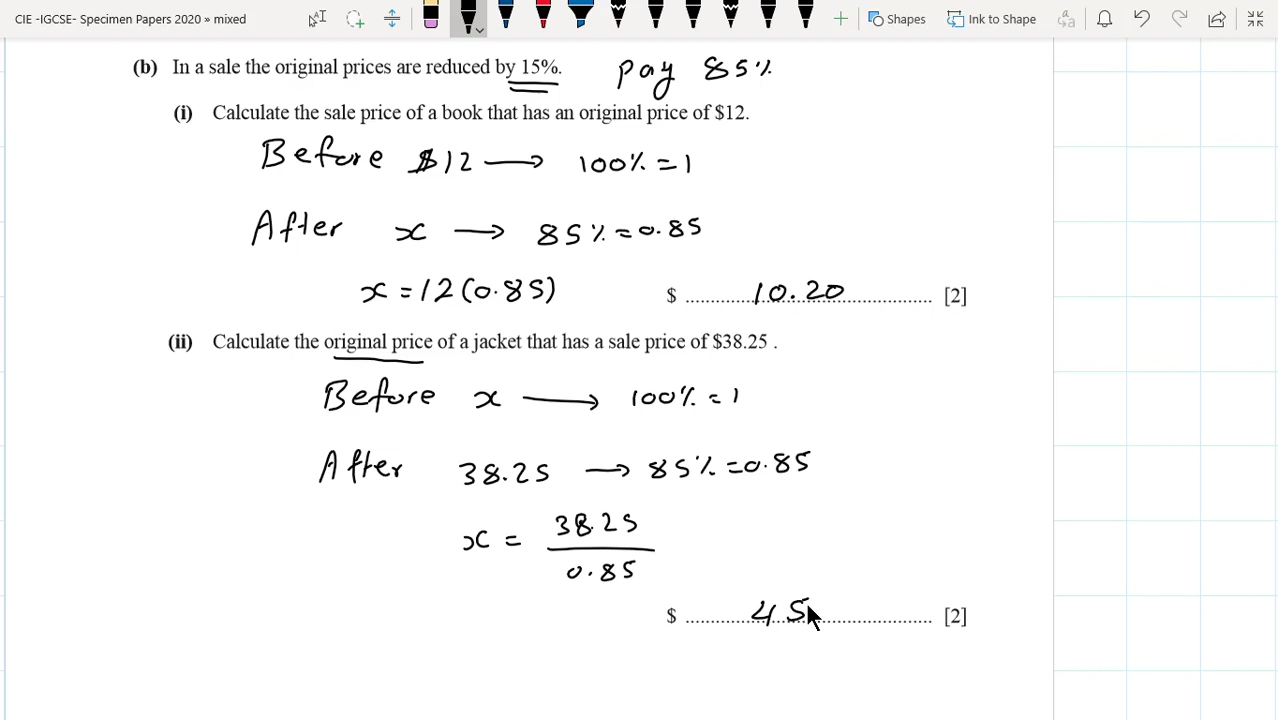 CIE -IGCSE- Specimen Papers 2020 » mixed
Shapes Ink to Shape
(b) In a sale the original prices are reduced by 15%. Pay 85%
(i) Calculate the sale price of a book that has an original price of $12.
Before $12 → 100% = 1
After x → 85% = 0.85
x = 12(0.85) $ .................10.20................. [2]
(ii) Calculate the original price of a jacket that has a sale price of $38.25 .
Before x → 100% = 1
After 38.25 → 85% = 0.85
x = 38.25
0.85
$ .................45................. [2]